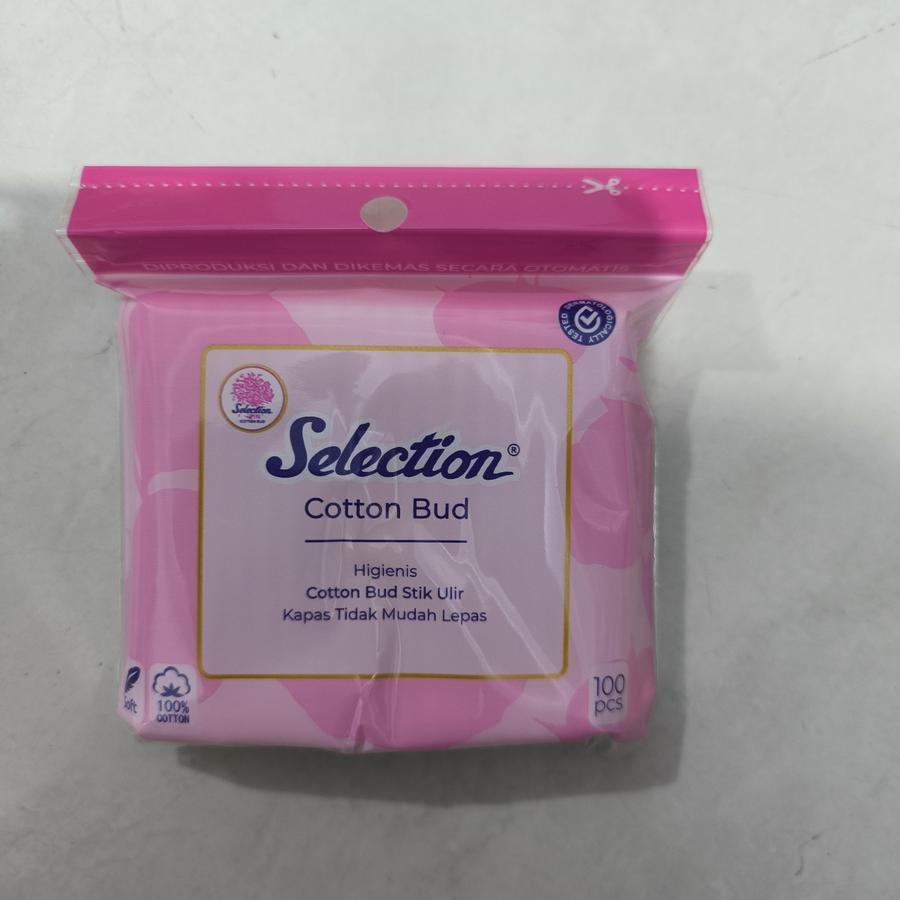 DIPRODUKSI DAN DIKEMAS SECARA OTOMATIS
DERMATOLOGICALLY TESTED
Selection
COTTON BUD
Selection®
Cotton Bud
Higienis
Cotton Bud Stik Ulir
Kapas Tidak Mudah Lepas
Soft
100%
COTTON
100
pcs